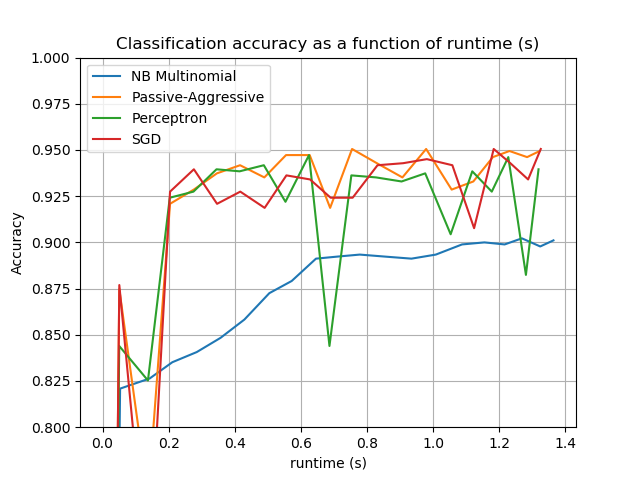 Classification accuracy as a function of runtime (s)
NB Multinomial
Passive-Aggressive
Perceptron
SGD
Accuracy
1.000
0.975
0.950
0.925
0.900
0.875
0.850
0.825
0.800
0.0 0.2 0.4 0.6 0.8 1.0 1.2 1.4
runtime (s)